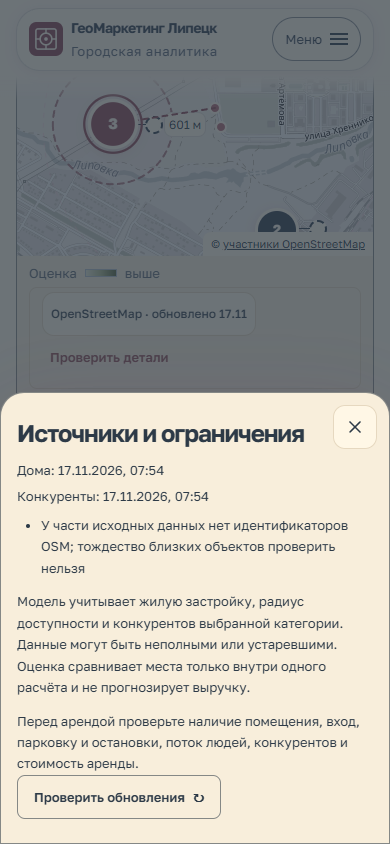 ГеоМаркетинг Липецк
Городская аналитика
Меню
Артемова
3
601 м
улица Хренникo
Липовка
Липовка
2
© участники OpenStreetMap
Оценка выше
OpenStreetMap · обновлено 17.11
Проверить детали
Источники и ограничения
Дома: 17.11.2026, 07:54
Конкуренты: 17.11.2026, 07:54
• У части исходных данных нет идентификаторов
OSM; тождество близких объектов проверить
нельзя
Модель учитывает жилую застройку, радиус
доступности и конкурентов выбранной категории.
Данные могут быть неполными или устаревшими.
Оценка сравнивает места только внутри одного
расчёта и не прогнозирует выручку.
Перед арендой проверьте наличие помещения, вход,
парковку и остановки, поток людей, конкурентов и
стоимость аренды.
Проверить обновления ↻